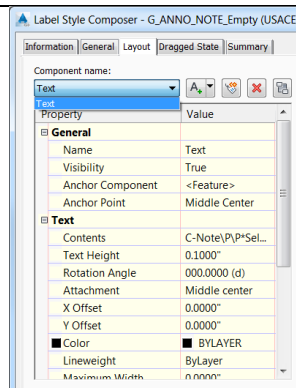 Label Style Composer - G_ANNO_NOTE_Empty (USACE
Information General Layout Dragged State Summary
Component name:
Text
Text
Property Value
General
Name Text
Visibility True
Anchor Component <Feature>
Anchor Point Middle Center
Text
Contents C-Note\P\P*Sel...
Text Height 0.1000"
Rotation Angle 000.0000 (d)
Attachment Middle center
X Offset 0.0000"
Y Offset 0.0000"
Color BYLAYER
Lineweight ByLayer
Maximum Width 0.0000"